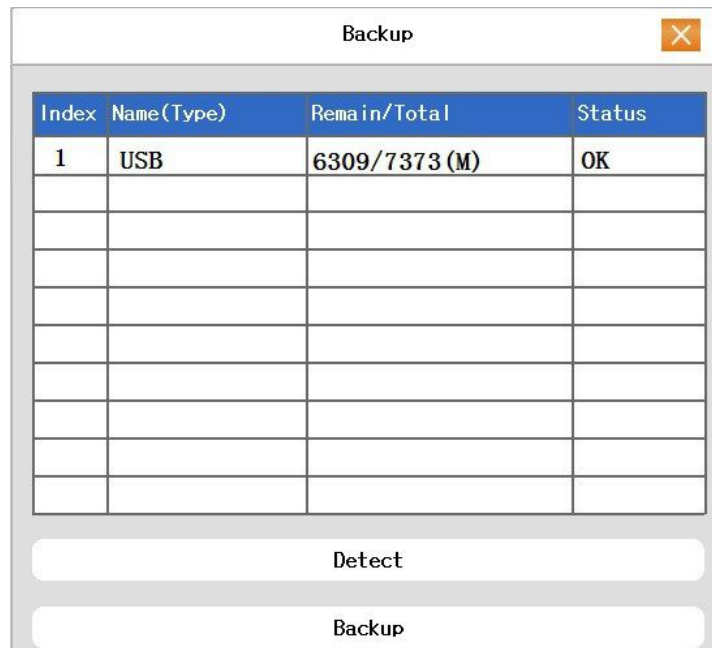 Backup
Index Name(Type) Remain/Total Status
1 USB 6309/7373(M) OK
Detect
Backup